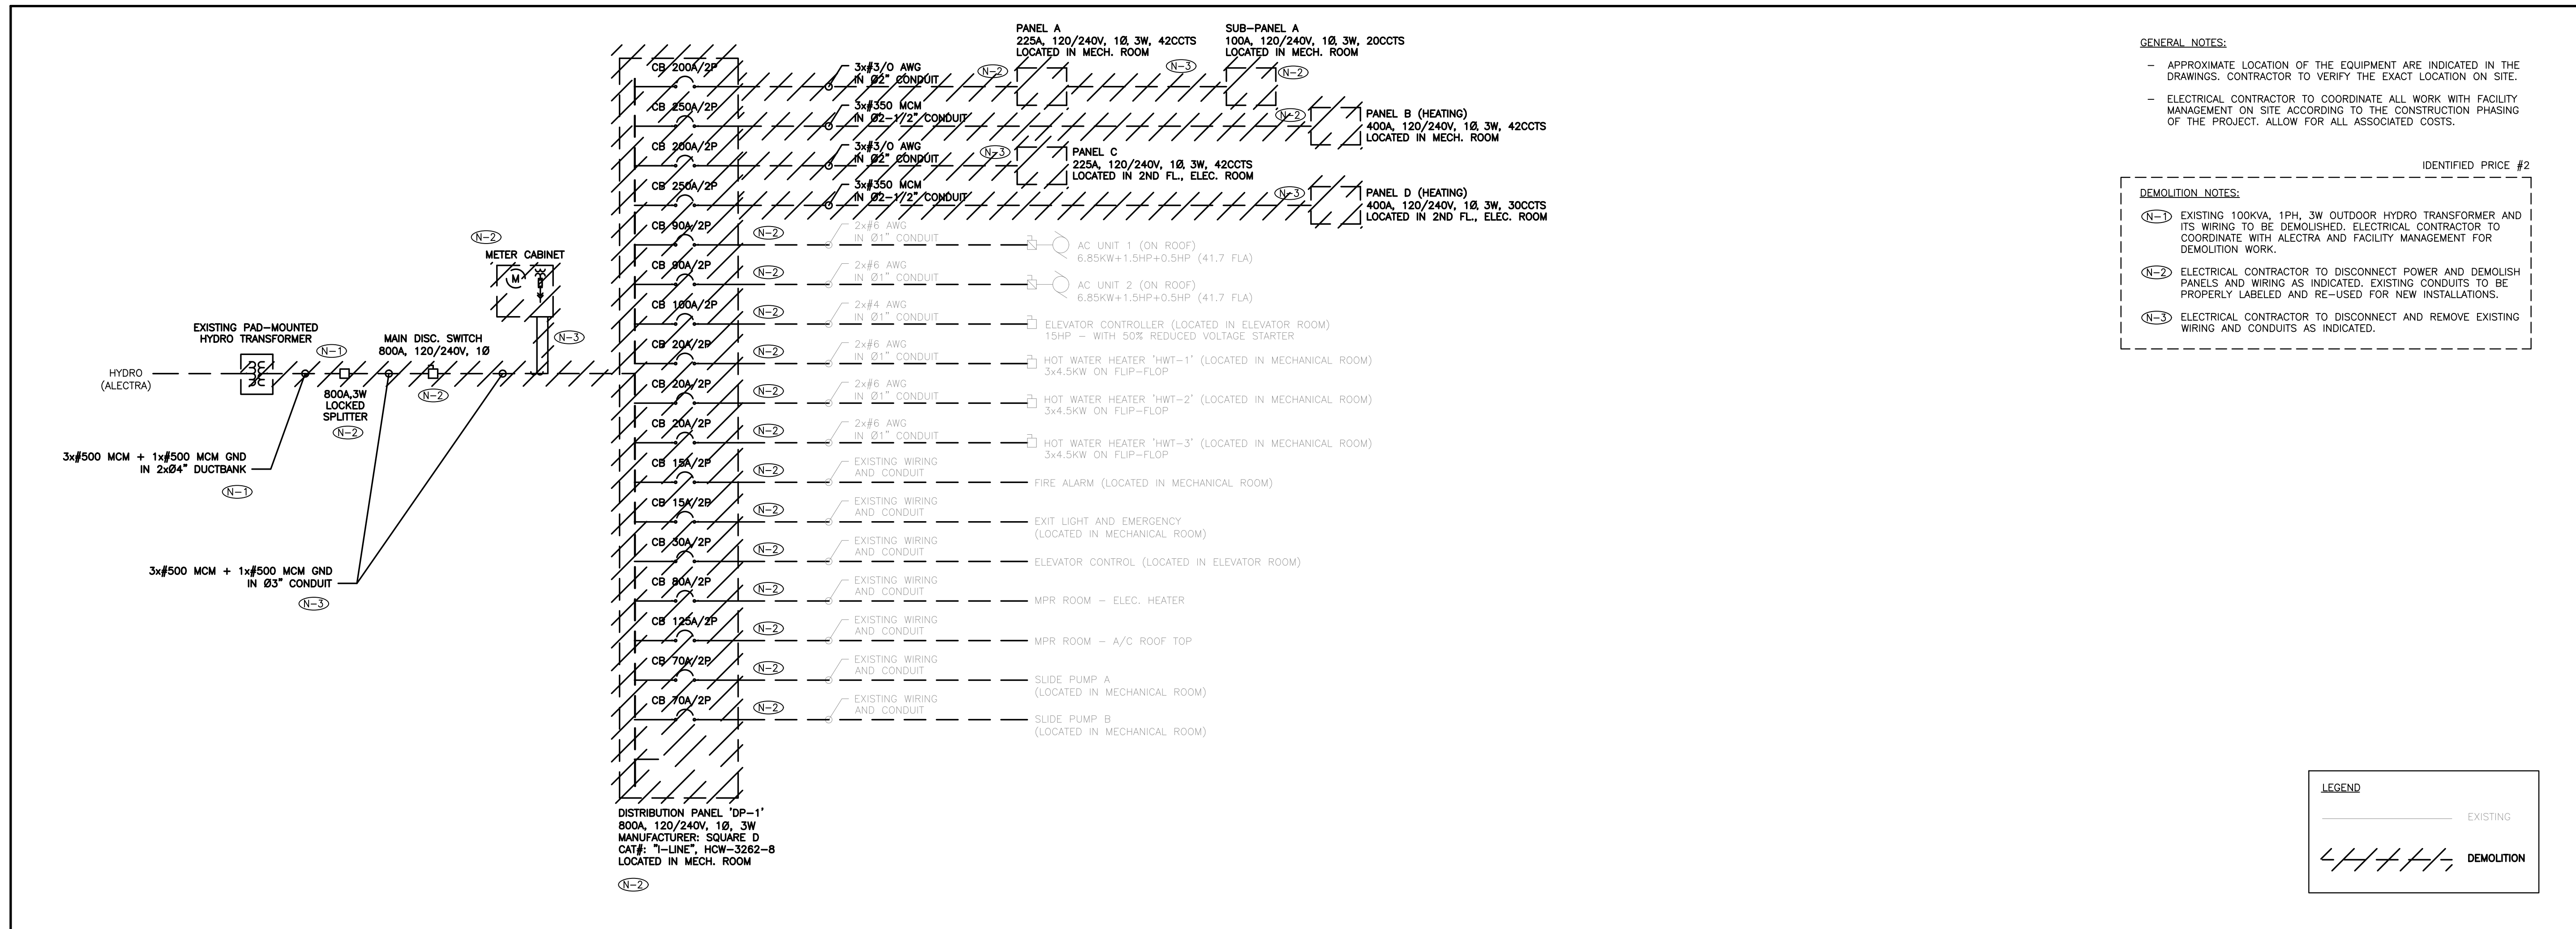 PANEL A
225A, 120/240V, 1Ø, 3W, 42CCTS
LOCATED IN MECH. ROOM
SUB-PANEL A
100A, 120/240V, 1Ø, 3W, 20CCTS
LOCATED IN MECH. ROOM
CB 200A/2P
3x#3/O AWG
IN Ø2" CONDUIT
N-2
N-3
N-2
CB 250A/2P
3x#350 MCM
IN Ø2-1/2" CONDUIT
N-2
PANEL B (HEATING)
400A, 120/240V, 1Ø, 3W, 42CCTS
LOCATED IN MECH. ROOM
CB 200A/2P
3x#3/O AWG
IN Ø2" CONDUIT
N-3
PANEL C
225A, 120/240V, 1Ø, 3W, 42CCTS
LOCATED IN 2ND FL., ELEC. ROOM
CB 250A/2P
3x#350 MCM
IN Ø2-1/2" CONDUIT
N-3
PANEL D (HEATING)
400A, 120/240V, 1Ø, 3W, 30CCTS
LOCATED IN 2ND FL., ELEC. ROOM
CB 90A/2P
N-2
2x#6 AWG
IN Ø1" CONDUIT
AC UNIT 1 (ON ROOF)
6.85KW+1.5HP+0.5HP (41.7 FLA)
CB 90A/2P
N-2
2x#6 AWG
IN Ø1" CONDUIT
AC UNIT 2 (ON ROOF)
6.85KW+1.5HP+0.5HP (41.7 FLA)
CB 100A/2P
N-2
2x#4 AWG
IN Ø1" CONDUIT
ELEVATOR CONTROLLER (LOCATED IN ELEVATOR ROOM)
15HP – WITH 50% REDUCED VOLTAGE STARTER
CB 20A/2P
N-2
2x#6 AWG
IN Ø1" CONDUIT
HOT WATER HEATER 'HWT-1' (LOCATED IN MECHANICAL ROOM)
3x4.5KW ON FLIP-FLOP
CB 20A/2P
N-2
2x#6 AWG
IN Ø1" CONDUIT
HOT WATER HEATER 'HWT-2' (LOCATED IN MECHANICAL ROOM)
3x4.5KW ON FLIP-FLOP
CB 20A/2P
N-2
2x#6 AWG
IN Ø1" CONDUIT
HOT WATER HEATER 'HWT-3' (LOCATED IN MECHANICAL ROOM)
3x4.5KW ON FLIP-FLOP
CB 15A/2P
N-2
EXISTING WIRING
AND CONDUIT
FIRE ALARM (LOCATED IN MECHANICAL ROOM)
CB 15A/2P
N-2
EXISTING WIRING
AND CONDUIT
EXIT LIGHT AND EMERGENCY
(LOCATED IN MECHANICAL ROOM)
CB 30A/2P
N-2
EXISTING WIRING
AND CONDUIT
ELEVATOR CONTROL (LOCATED IN ELEVATOR ROOM)
CB 80A/2P
N-2
EXISTING WIRING
AND CONDUIT
MPR ROOM – ELEC. HEATER
CB 125A/2P
N-2
EXISTING WIRING
AND CONDUIT
MPR ROOM – A/C ROOF TOP
CB 70A/2P
N-2
EXISTING WIRING
AND CONDUIT
SLIDE PUMP A
(LOCATED IN MECHANICAL ROOM)
CB 70A/2P
N-2
EXISTING WIRING
AND CONDUIT
SLIDE PUMP B
(LOCATED IN MECHANICAL ROOM)
N-2
METER CABINET
M
N-3
EXISTING PAD-MOUNTED
HYDRO TRANSFORMER
N-1
MAIN DISC. SWITCH
800A, 120/240V, 1Ø
HYDRO
(ALECTRA)
800A,3W
LOCKED
SPLITTER
N-2
N-2
3x#500 MCM + 1x#500 MCM GND
IN 2xØ4" DUCTBANK
N-1
3x#500 MCM + 1x#500 MCM GND
IN Ø3" CONDUIT
N-3
DISTRIBUTION PANEL 'DP-1'
800A, 120/240V, 1Ø, 3W
MANUFACTURER: SQUARE D
CAT#: "I-LINE", HCW-3262-8
LOCATED IN MECH. ROOM
N-2
GENERAL NOTES:
– APPROXIMATE LOCATION OF THE EQUIPMENT ARE INDICATED IN THE
DRAWINGS. CONTRACTOR TO VERIFY THE EXACT LOCATION ON SITE.
– ELECTRICAL CONTRACTOR TO COORDINATE ALL WORK WITH FACILITY
MANAGEMENT ON SITE ACCORDING TO THE CONSTRUCTION PHASING
OF THE PROJECT. ALLOW FOR ALL ASSOCIATED COSTS.
IDENTIFIED PRICE #2
DEMOLITION NOTES:
N-1 EXISTING 100KVA, 1PH, 3W OUTDOOR HYDRO TRANSFORMER AND
ITS WIRING TO BE DEMOLISHED. ELECTRICAL CONTRACTOR TO
COORDINATE WITH ALECTRA AND FACILITY MANAGEMENT FOR
DEMOLITION WORK.
N-2 ELECTRICAL CONTRACTOR TO DISCONNECT POWER AND DEMOLISH
PANELS AND WIRING AS INDICATED. EXISTING CONDUITS TO BE
PROPERLY LABELED AND RE-USED FOR NEW INSTALLATIONS.
N-3 ELECTRICAL CONTRACTOR TO DISCONNECT AND REMOVE EXISTING
WIRING AND CONDUITS AS INDICATED.
LEGEND
EXISTING
DEMOLITION